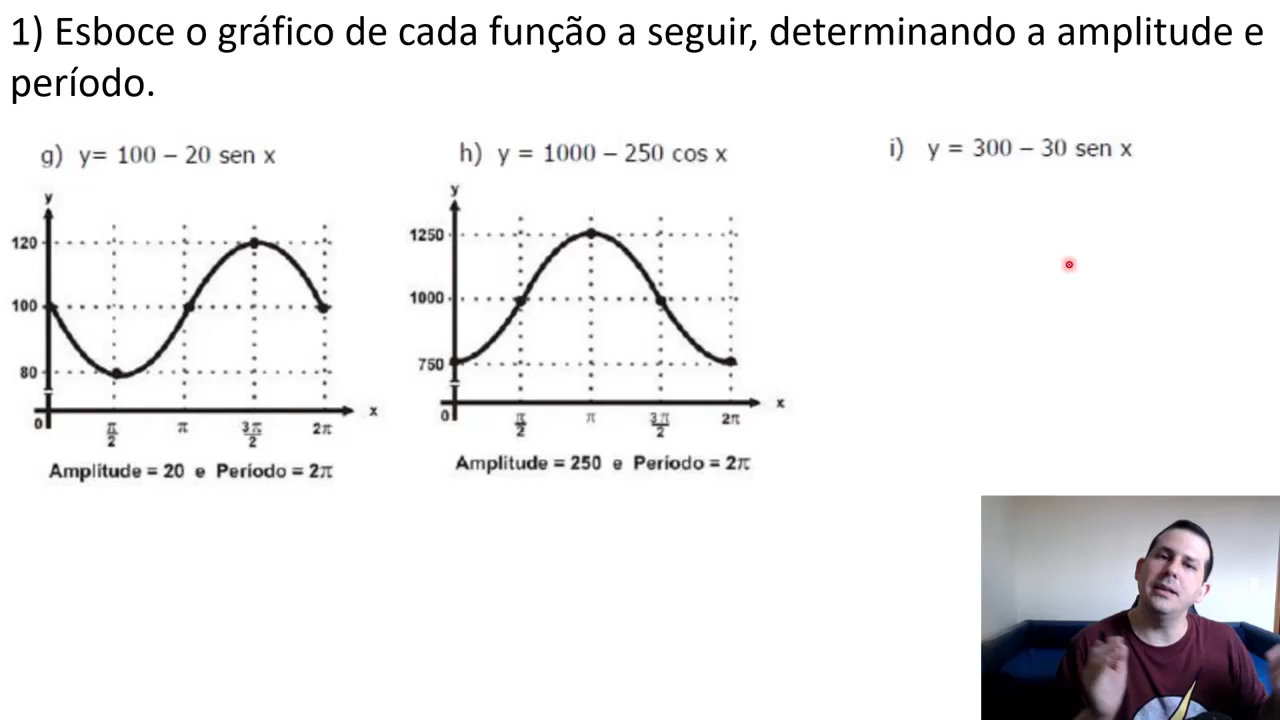 1) Esboce o gráfico de cada função a seguir, determinando a amplitude e
período.
g) y= 100 – 20 sen x
h) y = 1000 – 250 cos x
i) y = 300 – 30 sen x
y
120
100
80
0
π/2
π
3π/2
2π
x
Amplitude = 20 e Período = 2π
y
1250
1000
750
0
π/2
π
3π/2
2π
x
Amplitude = 250 e Período = 2π